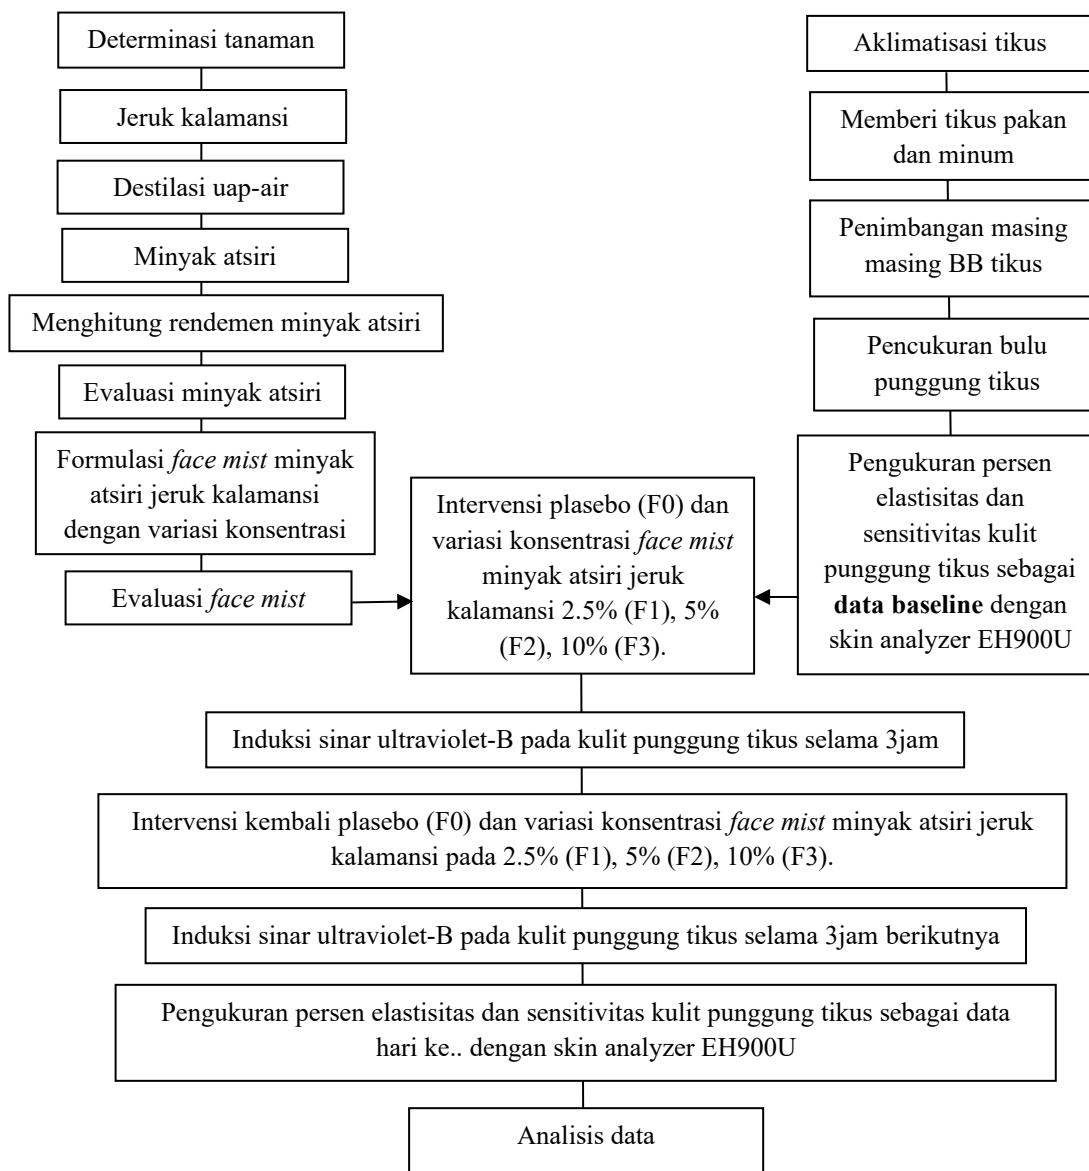 Determinasi tanaman
Jeruk kalamansi
Destilasi uap-air
Minyak atsiri
Menghitung rendemen minyak atsiri
Evaluasi minyak atsiri
Formulasi face mist minyak
atsiri jeruk kalamansi
dengan variasi konsentrasi
Evaluasi face mist
Aklimatisasi tikus
Memberi tikus pakan
dan minum
Penimbangan masing
masing BB tikus
Pencukuran bulu
punggung tikus
Pengukuran persen
elastisitas dan
sensitivitas kulit
punggung tikus sebagai
data baseline dengan
skin analyzer EH900U
Intervensi plasebo (F0) dan
variasi konsentrasi face mist
minyak atsiri jeruk
kalamansi 2.5% (F1), 5%
(F2), 10% (F3).
Induksi sinar ultraviolet-B pada kulit punggung tikus selama 3jam
Intervensi kembali plasebo (F0) dan variasi konsentrasi face mist minyak atsiri jeruk
kalamansi pada 2.5% (F1), 5% (F2), 10% (F3).
Induksi sinar ultraviolet-B pada kulit punggung tikus selama 3jam berikutnya
Pengukuran persen elastisitas dan sensitivitas kulit punggung tikus sebagai data
hari ke.. dengan skin analyzer EH900U
Analisis data